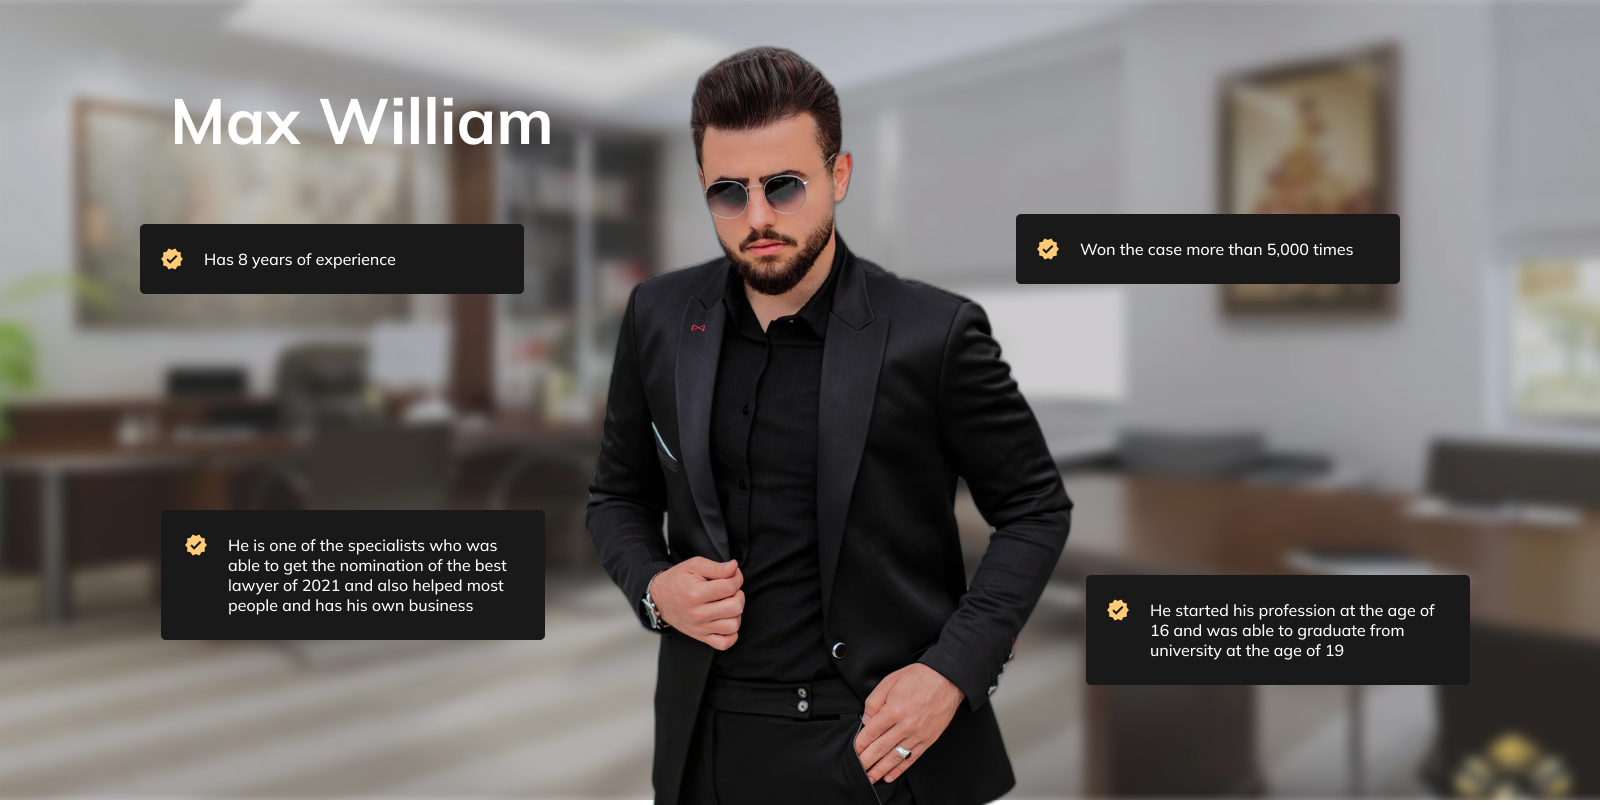 Max William
Has 8 years of experience
Won the case more than 5,000 times
He is one of the specialists who was
able to get the nomination of the best
lawyer of 2021 and also helped most
people and has his own business
He started his profession at the age of
16 and was able to graduate from
university at the age of 19